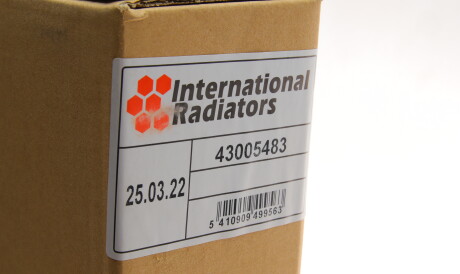 International
Radiators
43005483
25.03.22
5 410909 499563